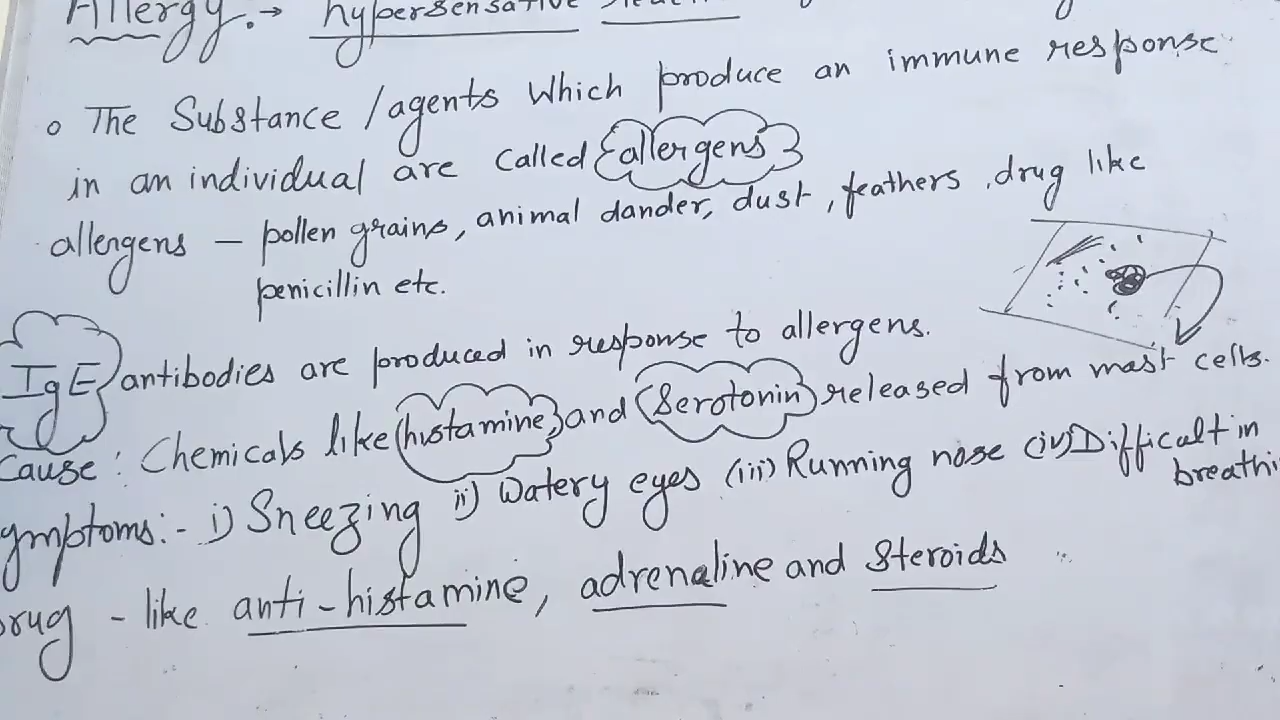 Allergy :→ hypersensative
o The Substance / agents Which produce an immune response
in an individual are called {allergens}
allergens — pollen grains, animal dander, dust, feathers, drug like
penicillin etc.
IgE antibodies are produced in response to allergens.
Cause : Chemicals like (histamine) and (Serotonin) released from mast cells.
ymptoms:- i) Sneezing ii) Watery eyes (iii) Running nose (iv) Difficalt in
breathi
Drug - like anti-histamine, adrenaline and Steroids